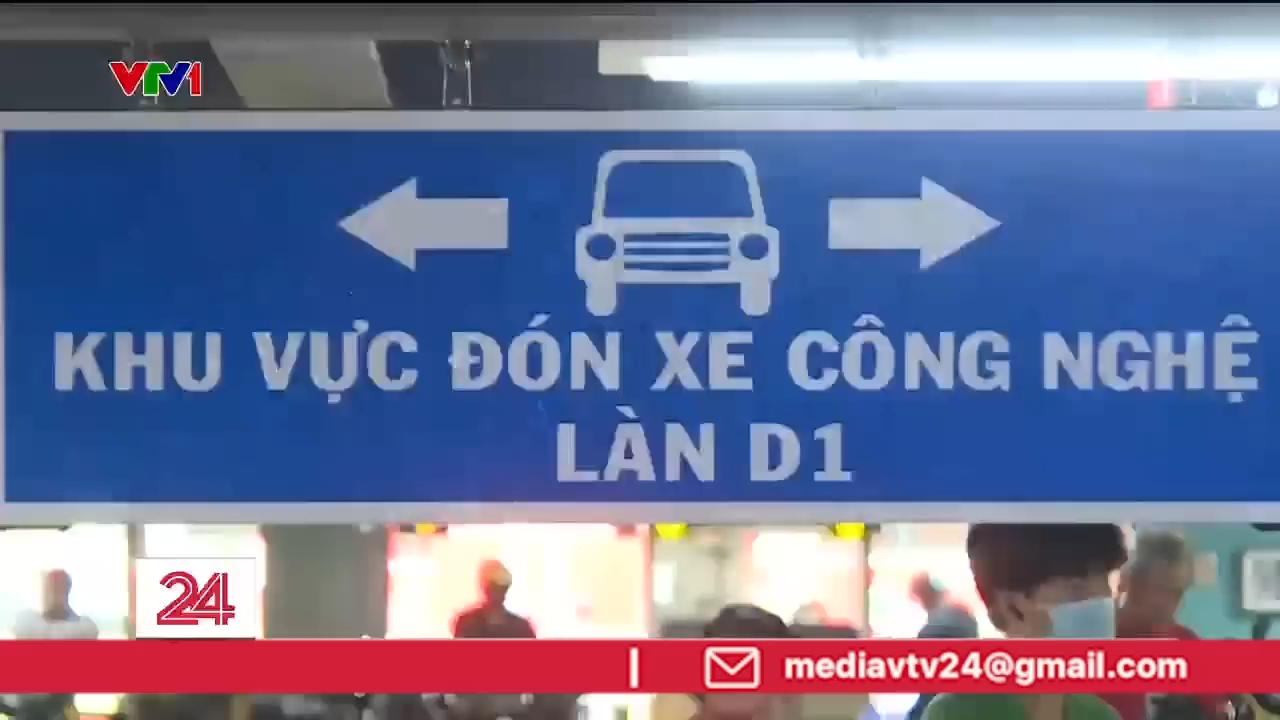 VTV1
KHU VỰC ĐÓN XE CÔNG NGHỆ
LÀN D1
24
mediavtv24@gmail.com